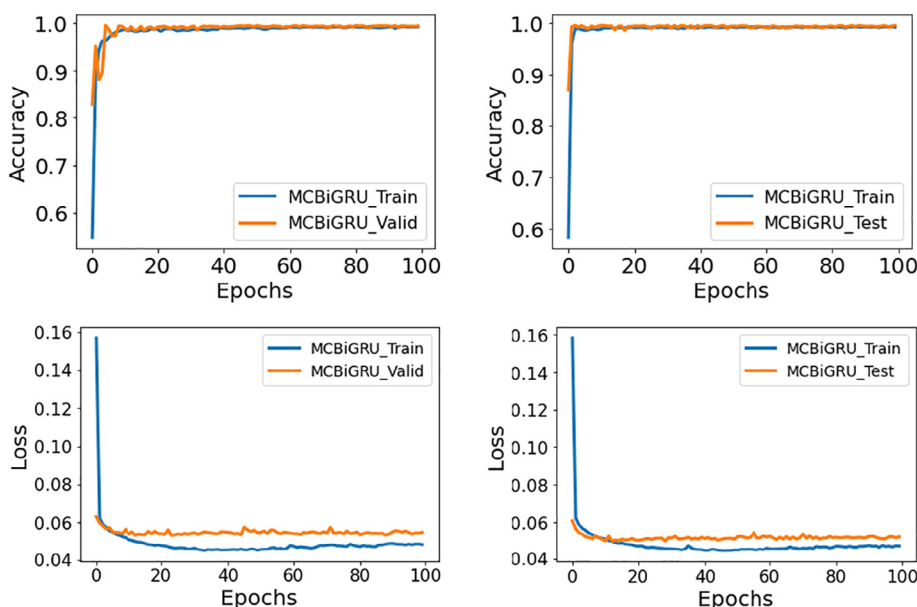 1.0
0.9
0.8
0.7
0.6
Accuracy
MCBiGRU_Train
MCBiGRU_Valid
0 20 40 60 80 100
Epochs
1.0
0.9
0.8
0.7
0.6
Accuracy
MCBiGRU_Train
MCBiGRU_Test
0 20 40 60 80 100
Epochs
0.16
0.14
0.12
0.10
0.08
0.06
0.04
Loss
MCBiGRU_Train
MCBiGRU_Valid
0 20 40 60 80 100
Epochs
0.16
0.14
0.12
0.10
0.08
0.06
0.04
Loss
MCBiGRU_Train
MCBiGRU_Test
0 20 40 60 80 100
Epochs